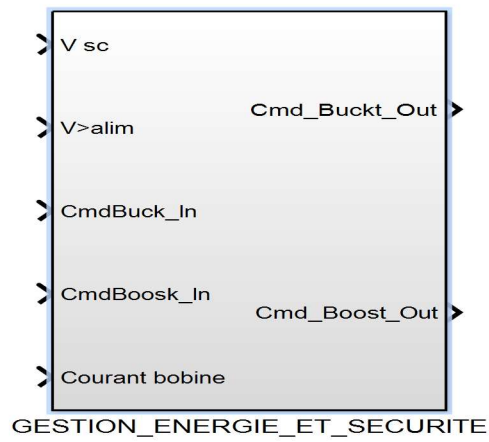 V sc
V>alim
CmdBuck_In
CmdBoosk_In
Courant bobine
Cmd_Buckt_Out
Cmd_Boost_Out
GESTION_ENERGIE_ET_SECURITE